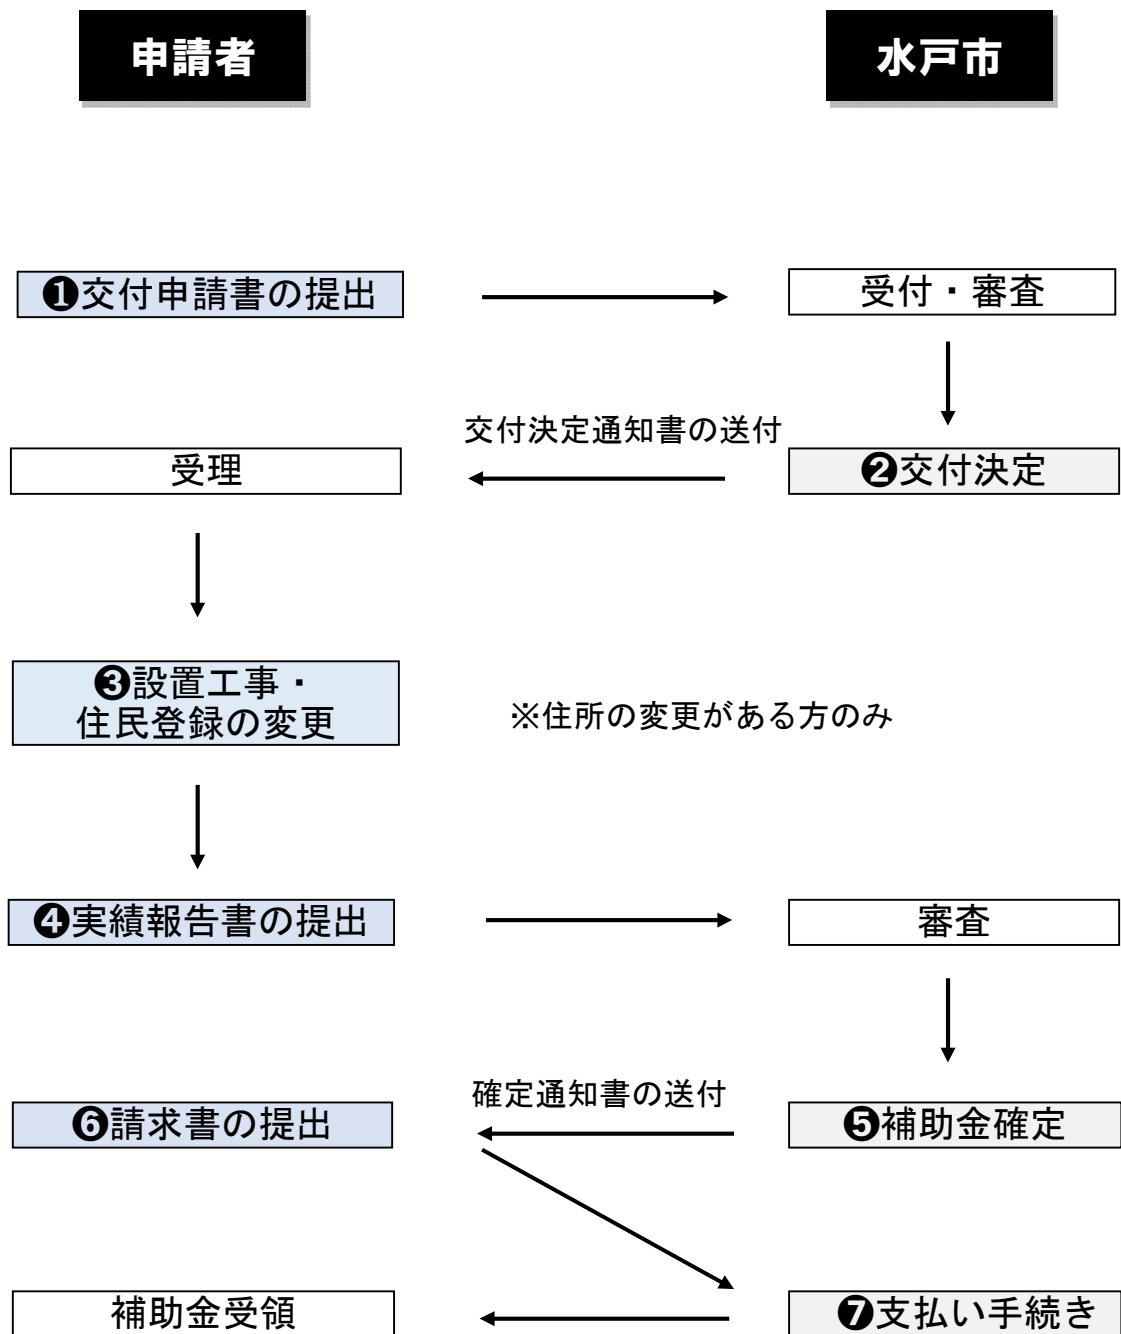 申請者
水戸市
❶交付申請書の提出
受付・審査
交付決定通知書の送付
受理
❷交付決定
❸設置工事・
住民登録の変更
※住所の変更がある方のみ
❹実績報告書の提出
審査
確定通知書の送付
❻請求書の提出
❺補助金確定
補助金受領
❼支払い手続き